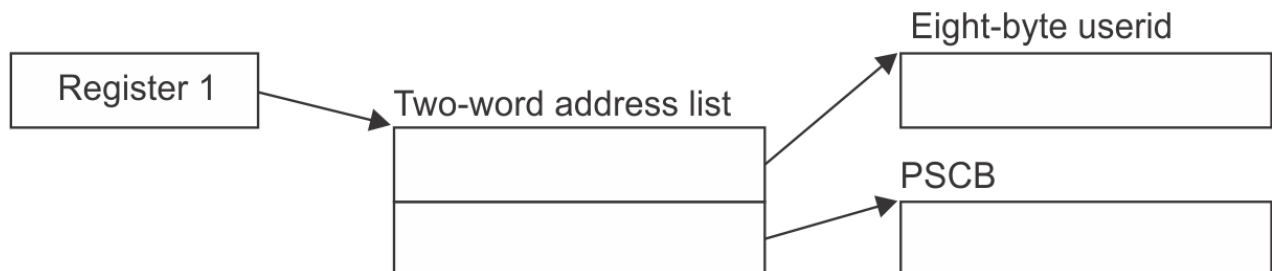 Eight-byte userid
Register 1
Two-word address list
PSCB